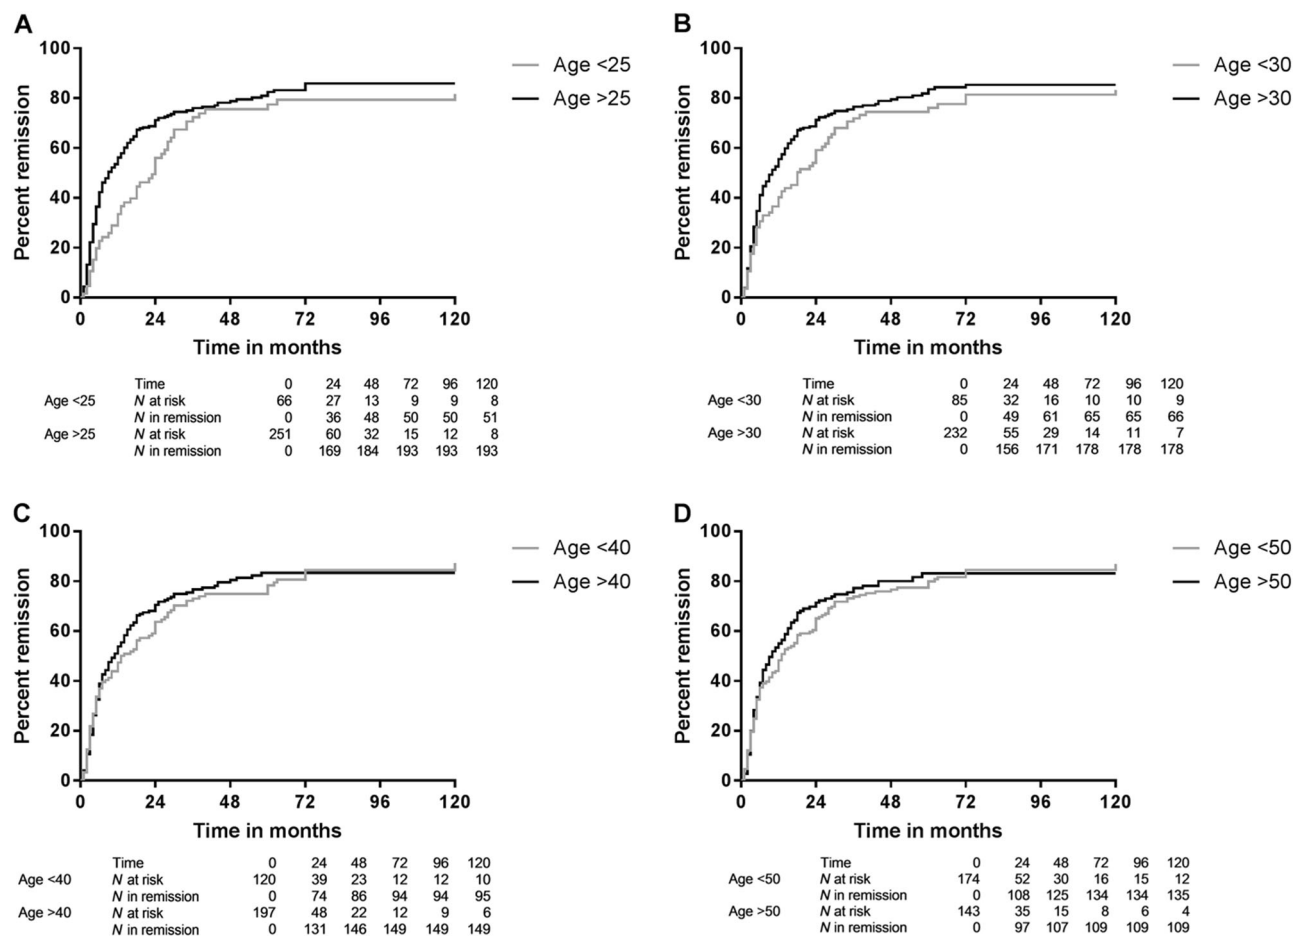 A
100
80
60
40
20
0
Percent remission
0 24 48 72 96 120
Time in months
Age <25
Age >25
Time 0 24 48 72 96 120
Age <25 N at risk 66 27 13 9 9 8
N in remission 0 36 48 50 50 51
Age >25 N at risk 251 60 32 15 12 8
N in remission 0 169 184 193 193 193
B
100
80
60
40
20
0
Percent remission
0 24 48 72 96 120
Time in months
Age <30
Age >30
Time 0 24 48 72 96 120
Age <30 N at risk 85 32 16 10 10 9
N in remission 0 49 61 65 65 66
Age >30 N at risk 232 55 29 14 11 7
N in remission 0 156 171 178 178 178
C
100
80
60
40
20
0
Percent remission
0 24 48 72 96 120
Time in months
Age <40
Age >40
Time 0 24 48 72 96 120
Age <40 N at risk 120 39 23 12 12 10
N in remission 0 74 86 94 94 95
Age >40 N at risk 197 48 22 12 9 6
N in remission 0 131 146 149 149 149
D
100
80
60
40
20
0
Percent remission
0 24 48 72 96 120
Time in months
Age <50
Age >50
Time 0 24 48 72 96 120
Age <50 N at risk 174 52 30 16 15 12
N in remission 0 108 125 134 134 135
Age >50 N at risk 143 35 15 8 6 4
N in remission 0 97 107 109 109 109